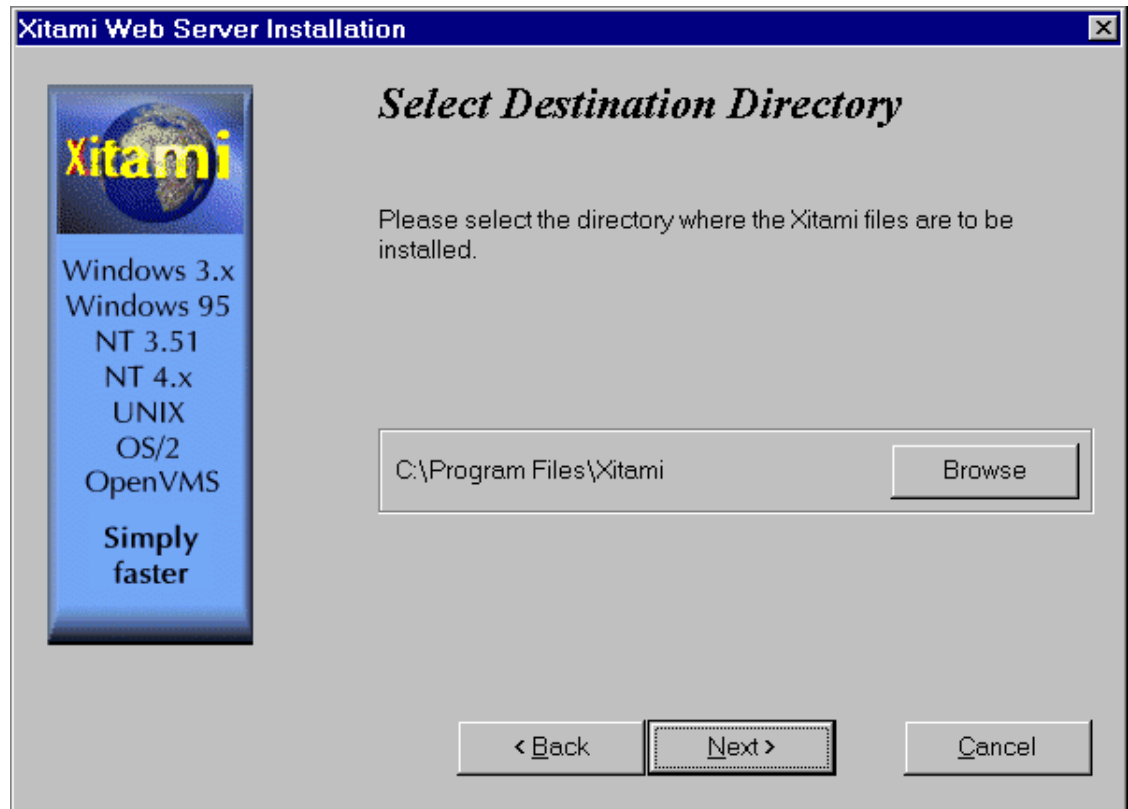 Xitami Web Server Installation
Xitami
Windows 3.x
Windows 95
NT 3.51
NT 4.x
UNIX
OS/2
OpenVMS
Simply
faster
Select Destination Directory
Please select the directory where the Xitami files are to be
installed.
C:\Program Files\Xitami
Browse
< Back
Next >
Cancel